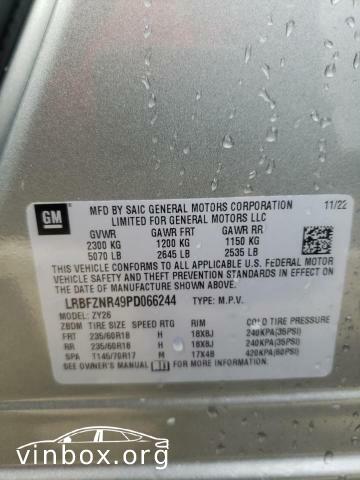 GM
MFD BY SAIC GENERAL MOTORS CORPORATION 11/22
LIMITED FOR GENERAL MOTORS LLC
GVWR GAWR FRT GAWR RR
2300 KG 1200 KG 1150 KG
5070 LB 2645 LB 2535 LB
THIS VEHICLE CONFORMS TO ALL APPLICABLE U.S. FEDERAL MOTOR
VEHICLE SAFETY, BUMPER, AND THEFT PREVENTION STANDARDS
IN EFFECT ON THE DATE OF MANUFACTURE SHOWN ABOVE.
LRBFZNR49PD066244 TYPE: M.P.V.
MODEL: ZY26
ZBDM TIRE SIZE SPEED RTG RIM COLD TIRE PRESSURE
FRT 235/60R18 H 18X8J 240KPA(35PSI)
RR 235/60R18 H 18X8J 240KPA(35PSI)
SPA T145/70R17 M 17X4B 420KPA(60PSI)
SEE OWNER'S MANUAL
vinbox.org